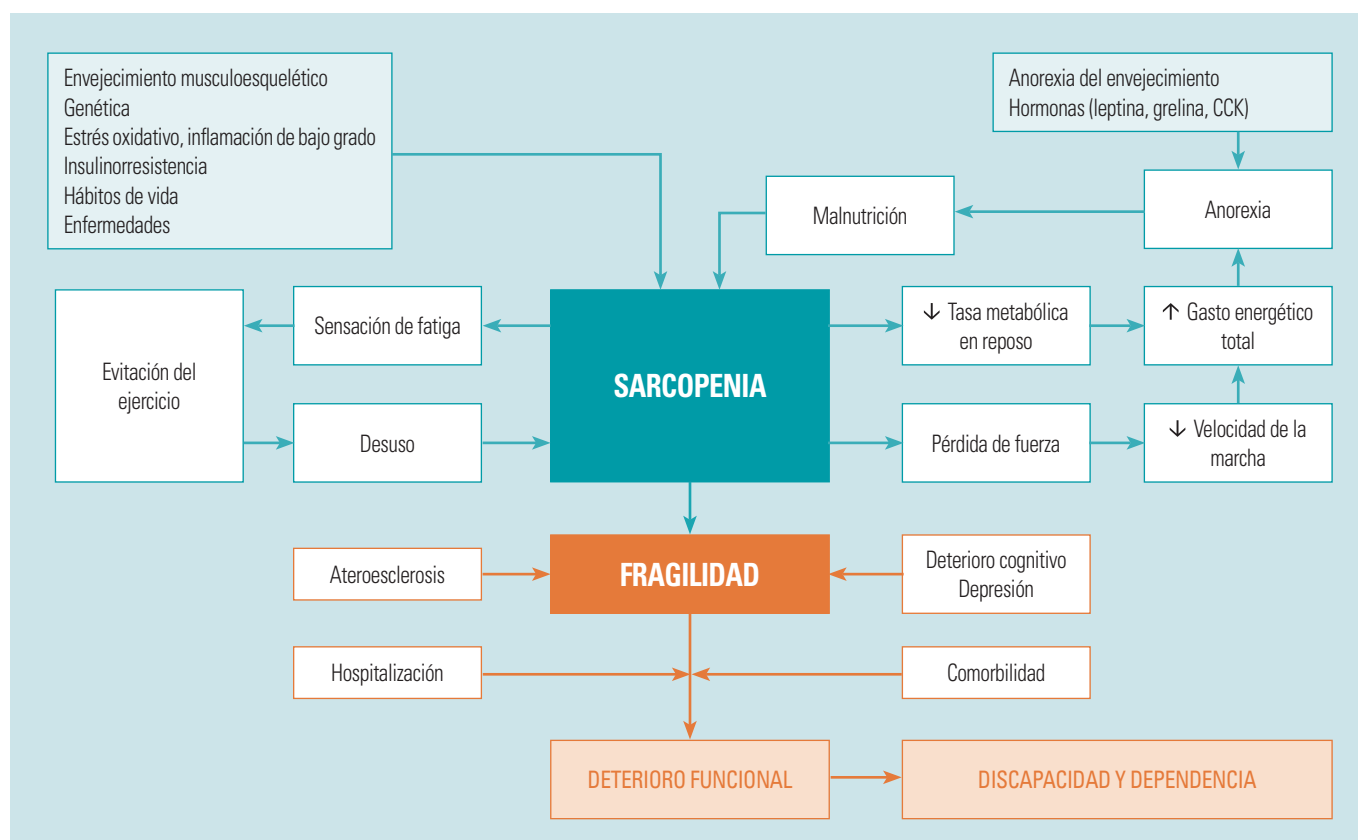 Envejecimiento musculoesquelético
Genética
Estrés oxidativo, inflamación de bajo grado
Insulinorresistencia
Hábitos de vida
Enfermedades
Anorexia del envejecimiento
Hormonas (leptina, grelina, CCK)
Malnutrición
Anorexia
Sensación de fatiga
Evitación del
ejercicio
Desuso
SARCOPENIA
↓ Tasa metabólica
en reposo
↑ Gasto energético
total
Pérdida de fuerza
↓ Velocidad de la
marcha
Ateroesclerosis
FRAGILIDAD
Deterioro cognitivo
Depresión
Hospitalización
Comorbilidad
DETERIORO FUNCIONAL
DISCAPACIDAD Y DEPENDENCIA